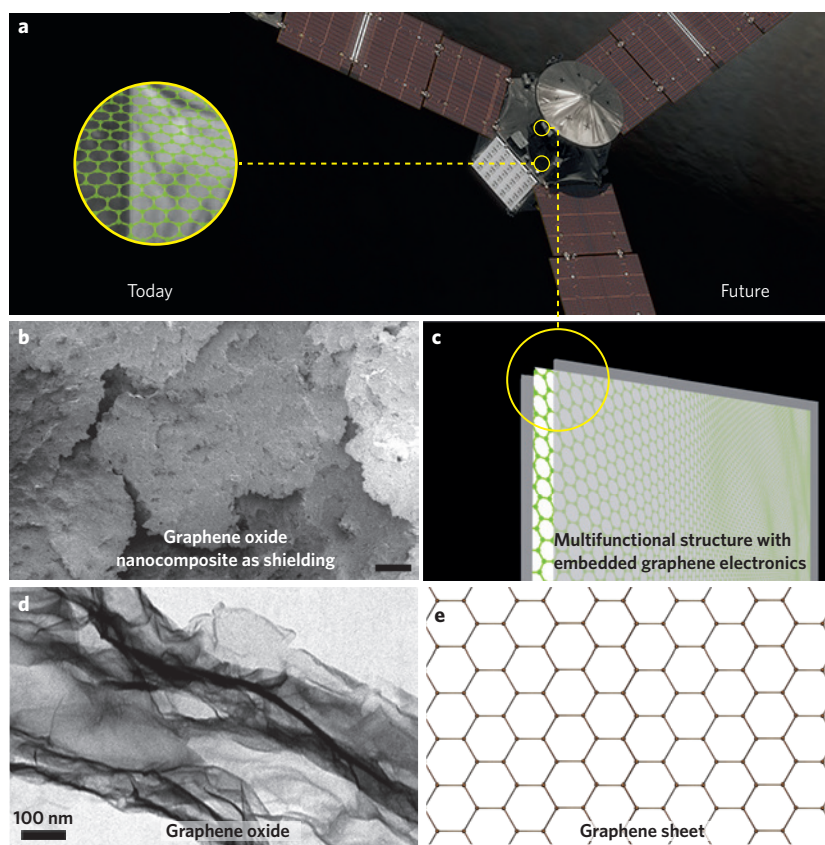 a
Today
Future
b
Graphene oxide
nanocomposite as shielding
c
Multifunctional structure with
embedded graphene electronics
d
100 nm
Graphene oxide
e
Graphene sheet